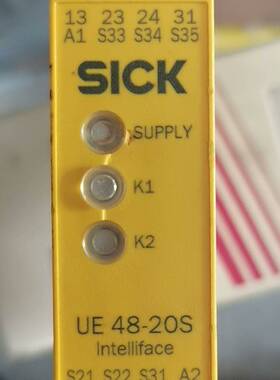 13 23 24 31
A1 S33 S34 S35
SICK
SUPPLY
K1
K2
UE 48-20S
Intelliface
S21 S22 S31 A2